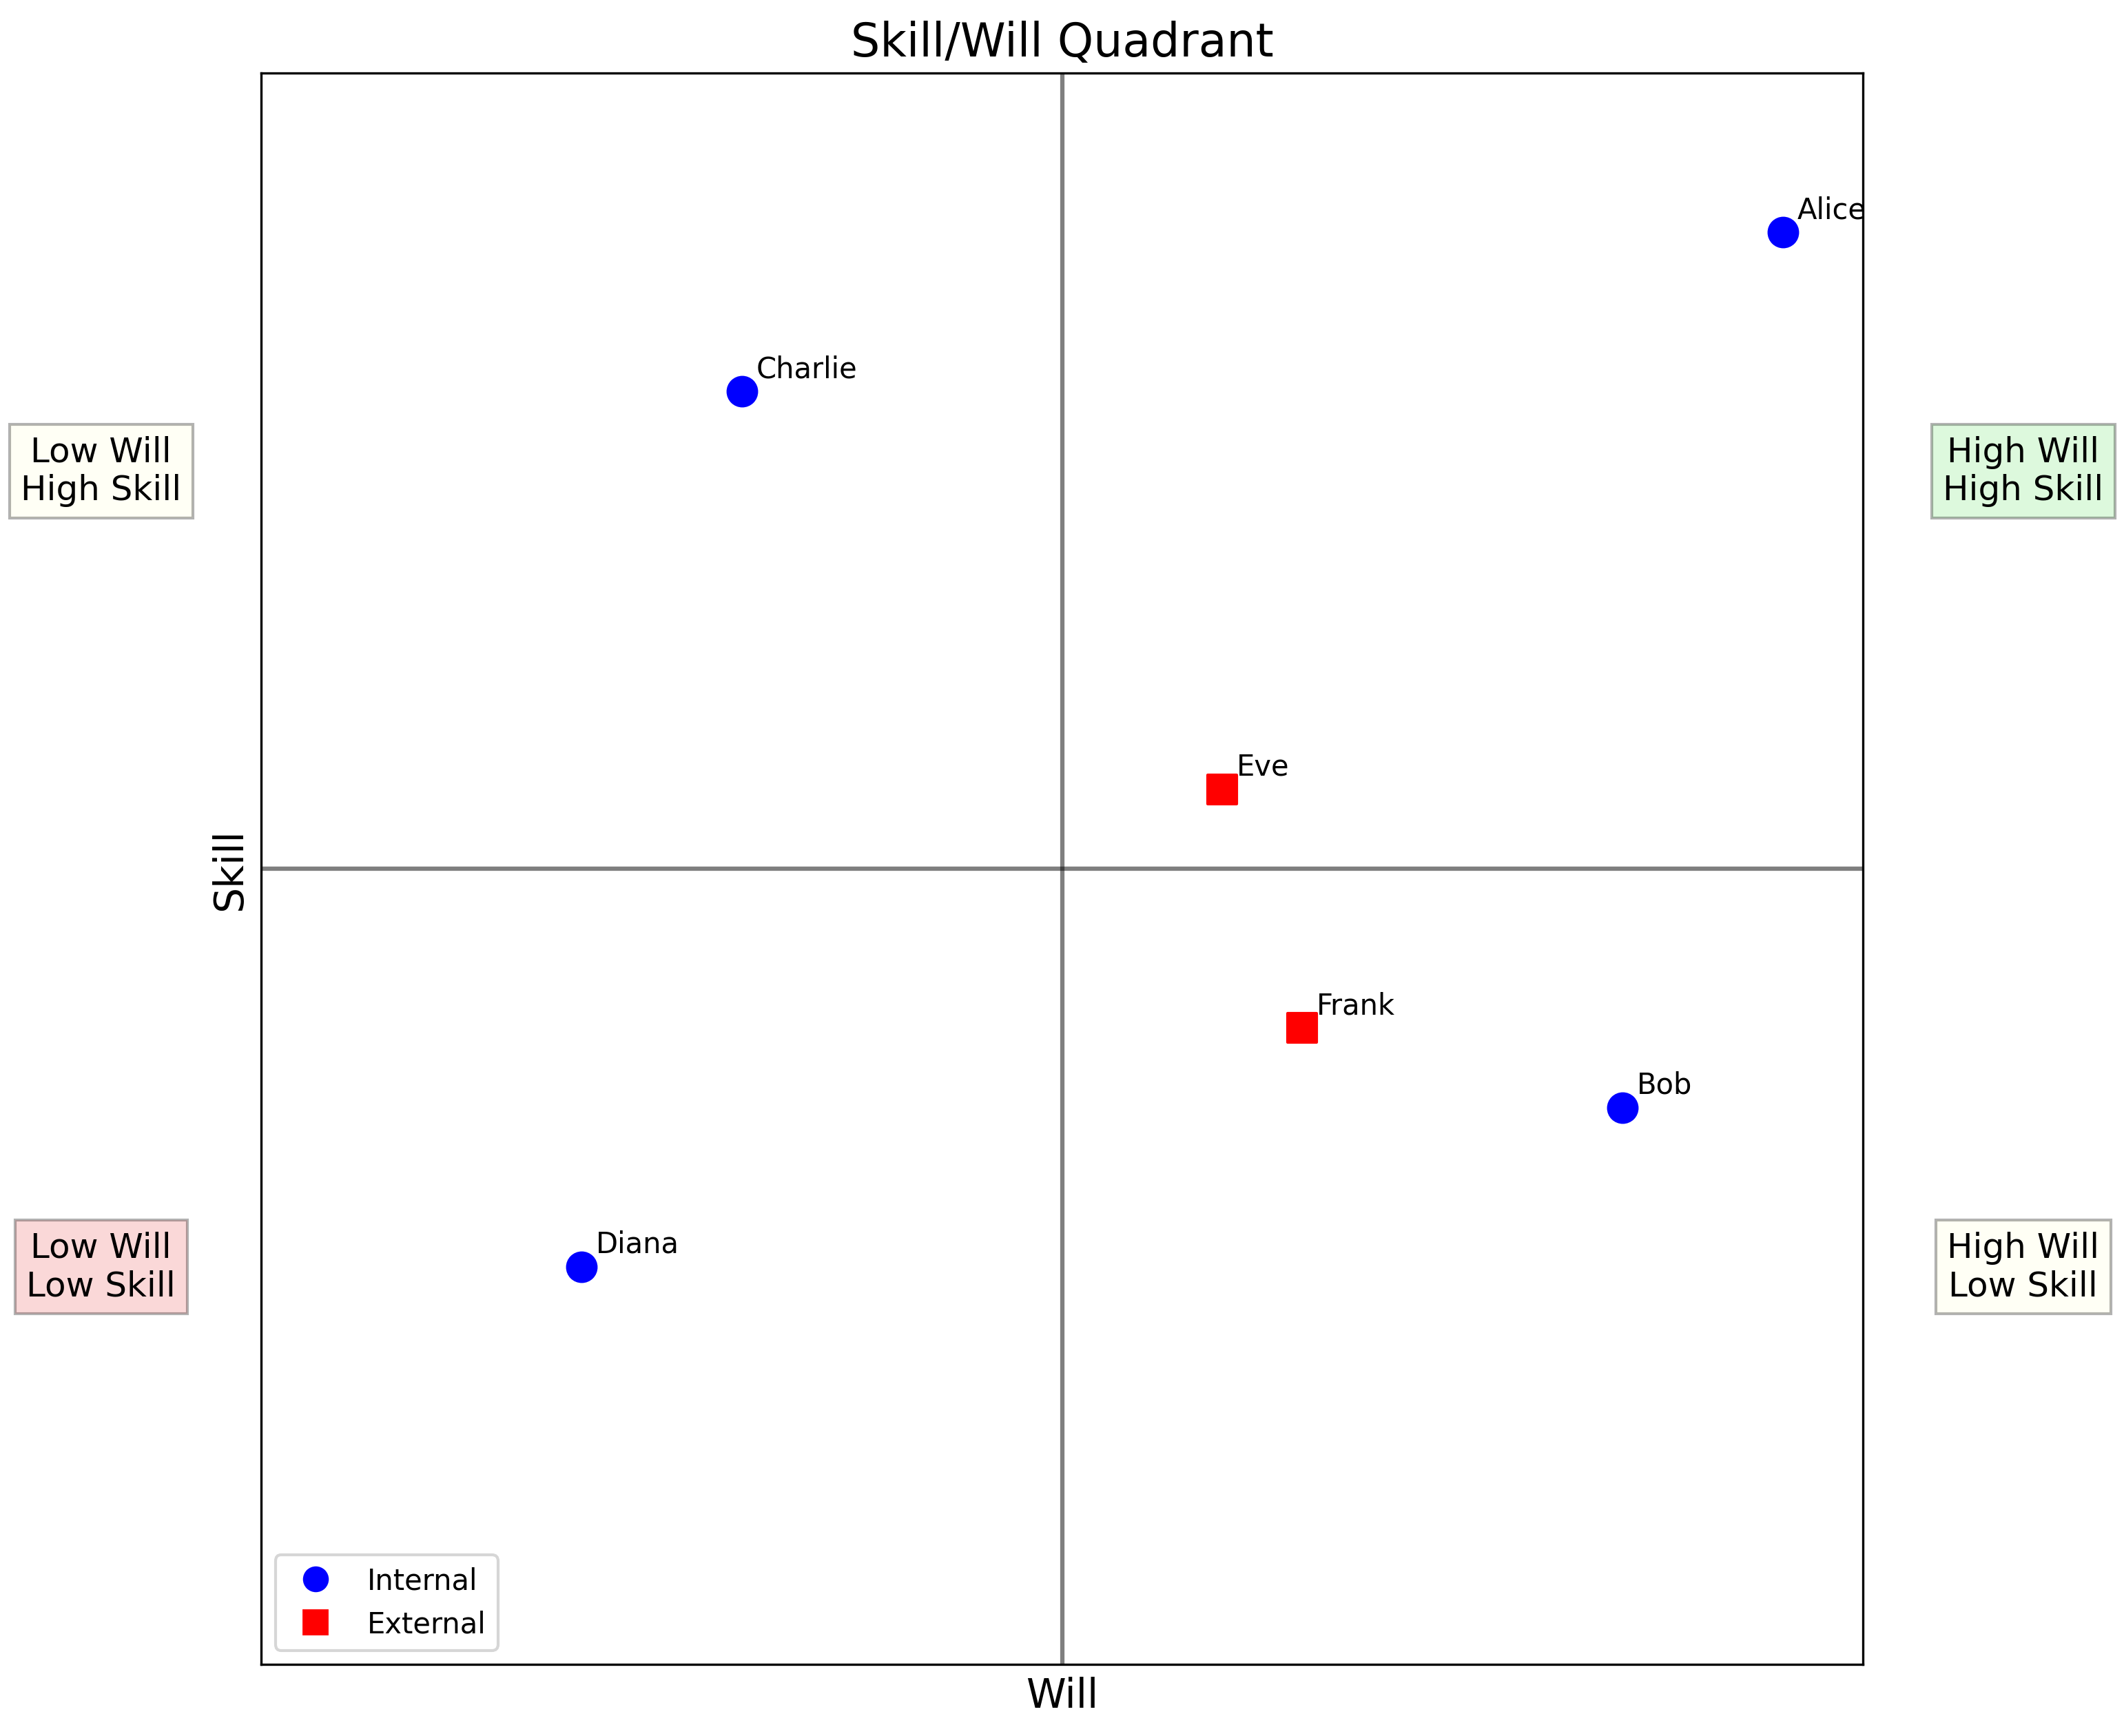 Skill/Will Quadrant
Alice
Charlie
Low Will
High Skill
High Will
High Skill
Eve
Skill
Frank
Bob
Diana
Low Will
Low Skill
High Will
Low Skill
Internal
External
Will